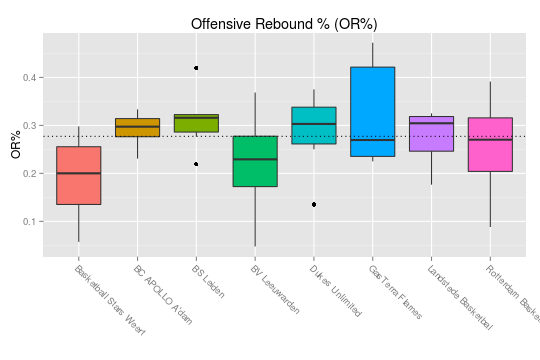 Offensive Rebound % (OR%)
OR%
0.4
0.3
0.2
0.1
Basketball Stars Weert
BC APOLLO A'dam
BS Leiden
BV Leeuwarden
Dukes Unlimited
GasTerra Flames
Landstede Basketbal
Rotterdam Basket